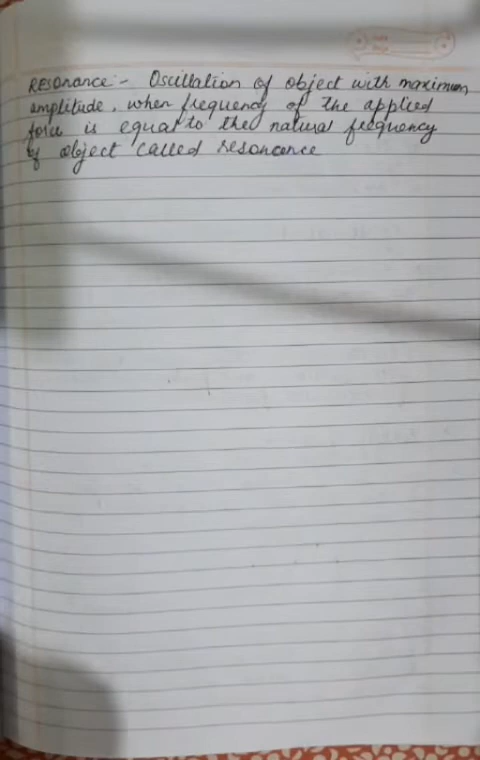 Resonance :- Oscillation of object with maximum
amplitude, when frequency of the applied
force is equal to the natural frequency
of object called resonance